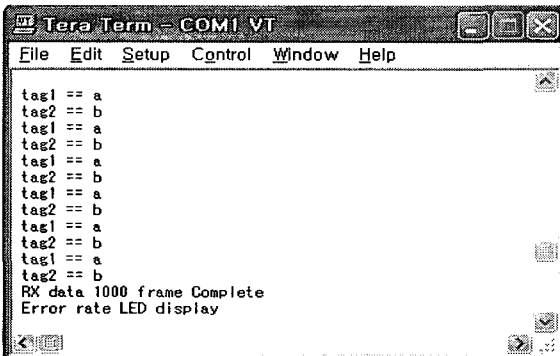 Tera Term - COM1 VT
File Edit Setup Control Window Help
tag1 == a
tag2 == b
tag1 == a
tag2 == b
tag1 == a
tag2 == b
tag1 == a
tag2 == b
tag1 == a
tag2 == b
tag1 == a
tag2 == b
RX data 1000 frame Complete
Error rate LED display